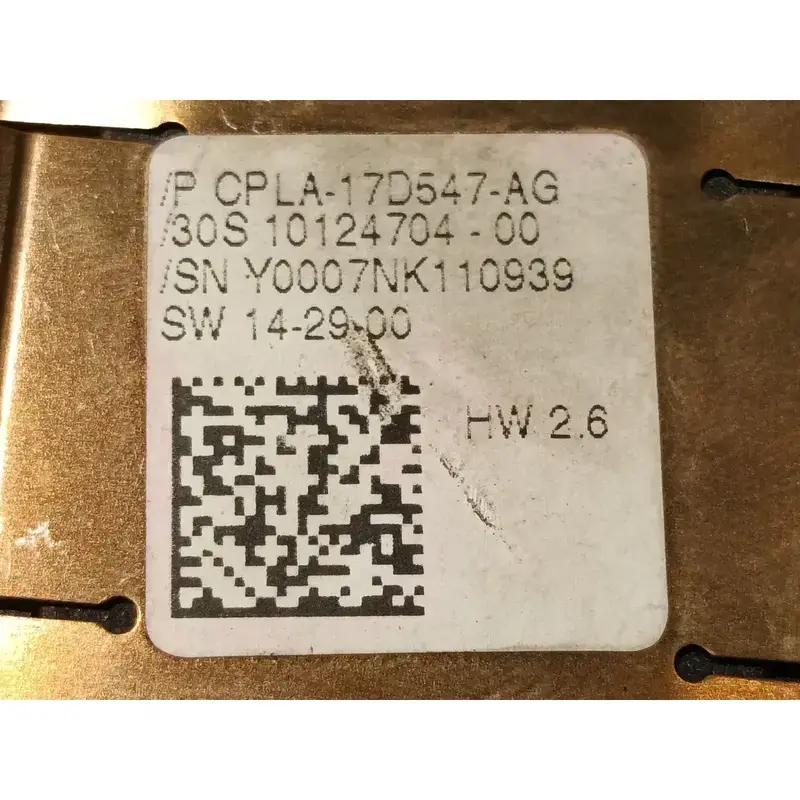 /P CPLA-17D547-AG
/30S 10124704 - 00
/SN Y0007NK110939
SW 14-29-00
HW 2.6